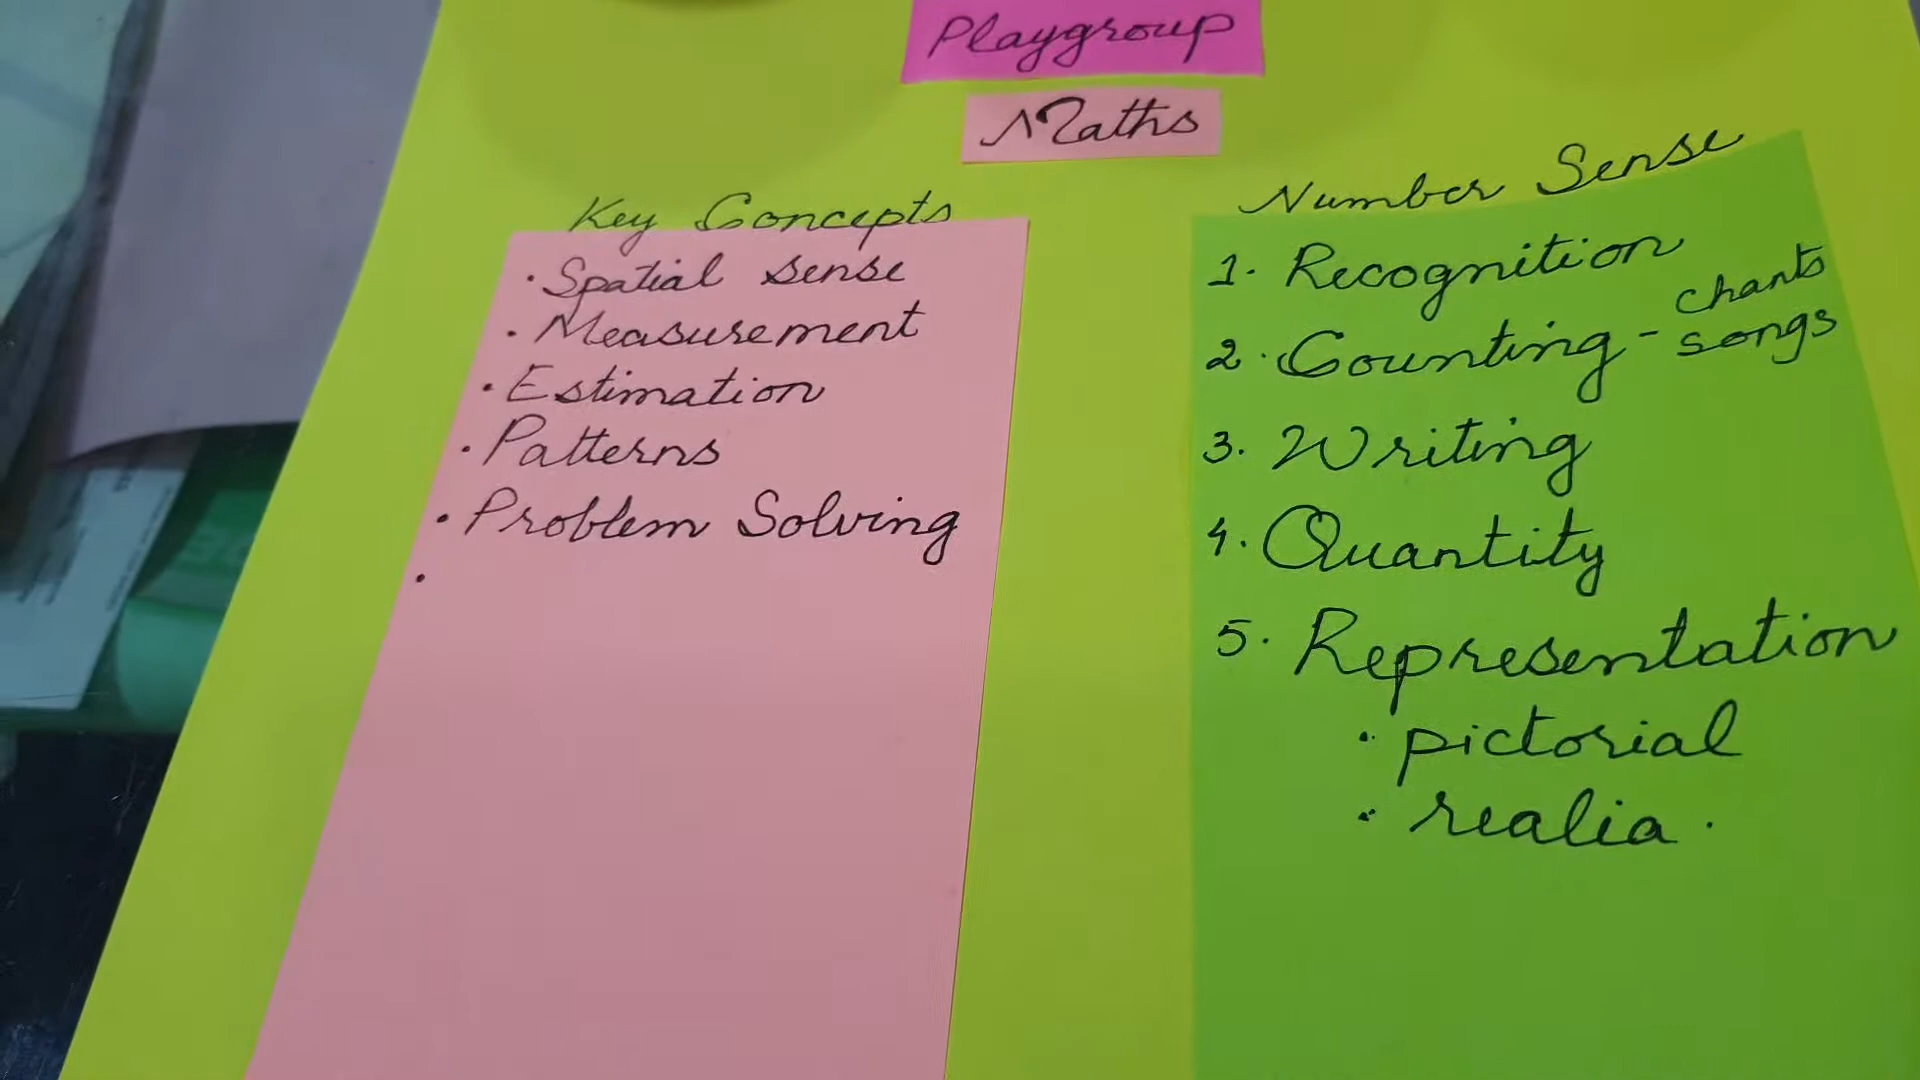 Playgroup
Maths
Key Concepts
· Spatial sense
· Measurement
· Estimation
· Patterns
· Problem Solving
·
Number Sense
1. Recognition
2. Counting - chants
songs
3. Writing
4. Quantity
5. Representation
· pictorial
· realia.